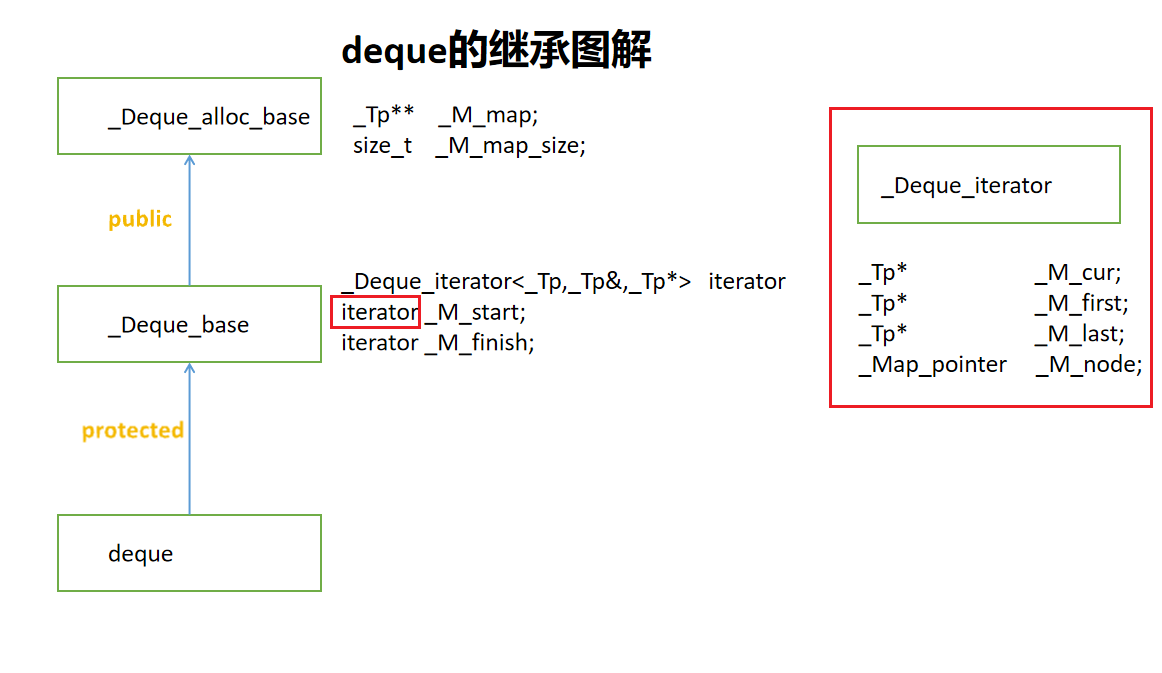 deque的继承图解
_Deque_alloc_base
_Tp** _M_map;
size_t _M_map_size;
public
_Deque_base
_Deque_iterator<_Tp,_Tp&,_Tp*> iterator
iterator _M_start;
iterator _M_finish;
protected
deque
_Deque_iterator
_Tp* _M_cur;
_Tp* _M_first;
_Tp* _M_last;
_Map_pointer _M_node;